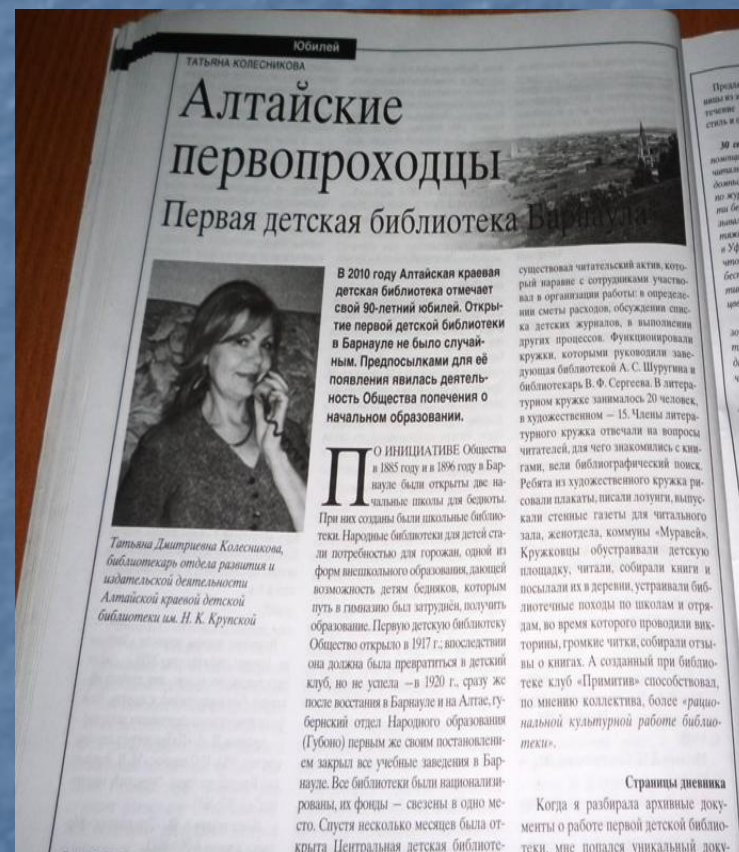 Юбилей
ТАТЬЯНА КОЛЕСНИКОВА
Алтайские
первопроходцы
Первая детская библиотека Барнаула
Татьяна Дмитриевна Колесникова,
библиотекарь отдела развития и
издательской деятельности
Алтайской краевой детской
библиотеки им. Н. К. Крупской
В 2010 году Алтайская краевая
детская библиотека отмечает
свой 90-летний юбилей. Откры-
тие первой детской библиотеки
в Барнауле не было случай-
ным. Предпосылками для её
появления явилась деятель-
ность Общества попечения о
начальном образовании.
ПО ИНИЦИАТИВЕ Общества
в 1885 году и в 1896 году в Бар-
науле были открыты две на-
чальные школы для бедноты.
При них созданы были школьные библио-
теки. Народные библиотеки для детей ста-
ли потребностью для горожан, одной из
форм внешкольного образования, дающей
возможность детям бедняков, которым
путь в гимназию был затруднён, получить
образование. Первую детскую библиотеку
Общество открыло в 1917 г.; впоследствии
она должна была превратиться в детский
клуб, но не успела —в 1920 г., сразу же
после восстания в Барнауле и на Алтае, гу-
бернский отдел Народного образования
(Губоно) первым же своим постановлени-
ем закрыл все учебные заведения в Бар-
науле. Все библиотеки были национализи-
рованы, их фонды — свезены в одно ме-
сто. Спустя несколько месяцев была от-
крыта Центральная детская библиоте-
существовал читательский актив, кото-
рый наравне с сотрудниками участво-
вал в организации работы: в определе-
нии сметы расходов, обсуждении спис-
ка детских журналов, в выполнении
других процессов. Функционировали
кружки, которыми руководили заве-
дующая библиотекой А. С. Шуругина и
библиотекарь В. Ф. Сергеева. В литера-
турном кружке занималось 20 человек,
в художественном — 15. Члены литера-
турного кружка отвечали на вопросы
читателей, для чего знакомились с кни-
гами, вели библиографический поиск.
Ребята из художественного кружка ри-
совали плакаты, писали лозунги, выпус-
кали стенные газеты для читального
зала, женотдела, коммуны «Муравей».
Кружковцы обустраивали детскую
площадку, читали, собирали книги и
посылали их в деревни, устраивали биб-
лиотечные походы по школам и отря-
дам, во время которого проводили вик-
торины, громкие читки, собирали отзы-
вы о книгах. А созданный при библио-
теке клуб «Примитив» способствовал,
по мнению коллектива, более «рацио-
нальной культурной работе библио-
теки».
Страницы дневника
Когда я разбирала архивные доку-
менты о работе первой детской библио-
теки, мне попался уникальный доку-